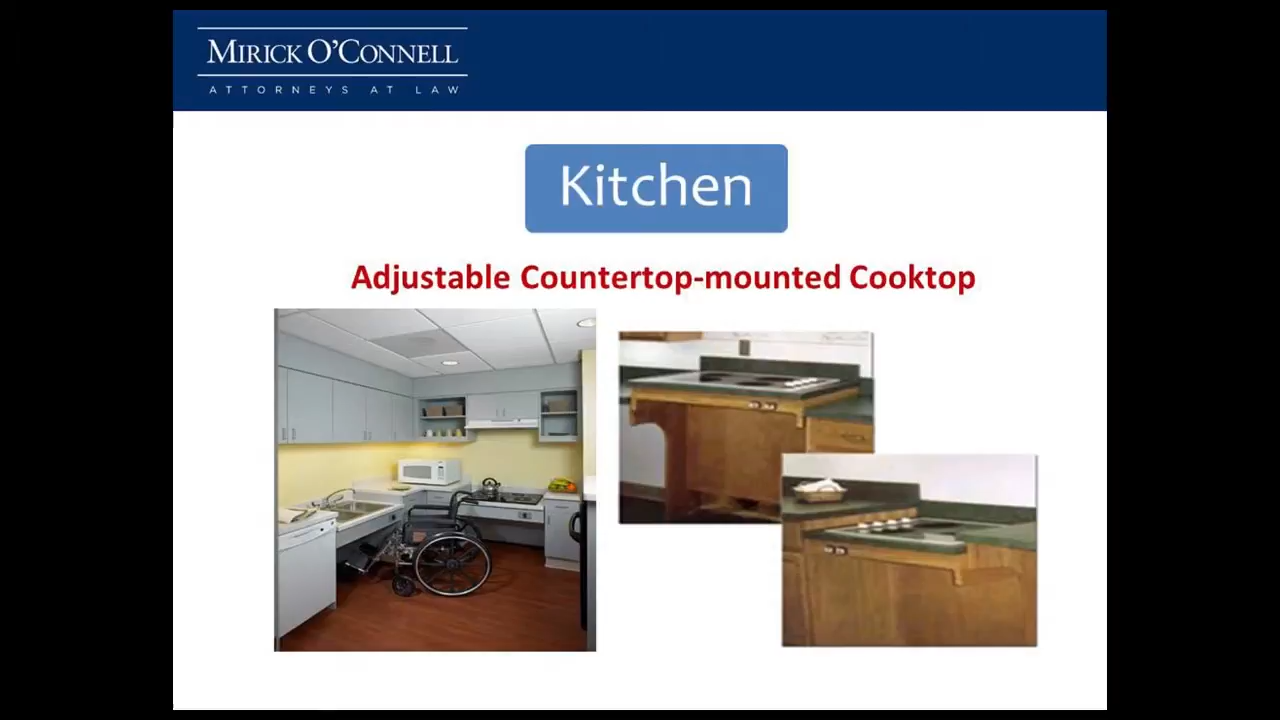 MIRICK O'CONNELL
ATTORNEYS AT LAW
Kitchen
Adjustable Countertop-mounted Cooktop